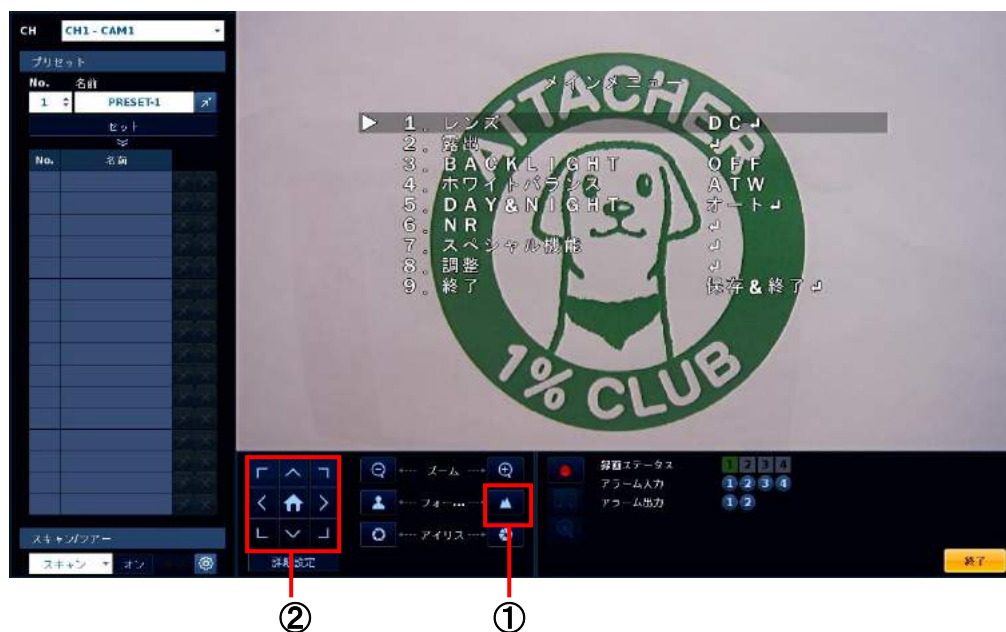 CH CH1 - CAM1
プリセット
No. 名前
1 PRESET-1
セット
No. 名前
スキャン/ツアー
スキャン オン
メインメニュー
1. レンズ DC↲
2. 露出 ↲
3. BACKLIGHT OFF
4. ホワイトバランス ATW
5. DAY&NIGHT オート↲
6. NR ↲
7. スペシャル機能 ↲
8. 調整 ↲
9. 終了 保存&終了↲
ATTACHER
1% CLUB
ズーム
フォー...
アイリス
詳細設定
録画ステータス 1 2 3 4
アラーム入力 1 2 3 4
アラーム出力 1 2
終了
② ①